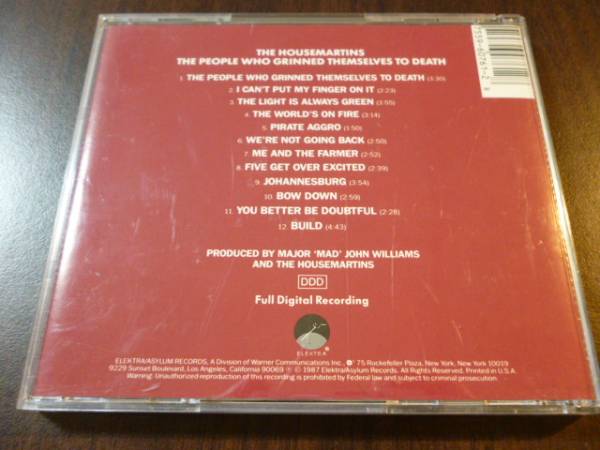 THE HOUSEMARTINS
THE PEOPLE WHO GRINNED THEMSELVES TO DEATH
1. THE PEOPLE WHO GRINNED THEMSELVES TO DEATH (3:30)
2. I CAN'T PUT MY FINGER ON IT (2:23)
3. THE LIGHT IS ALWAYS GREEN (3:55)
4. THE WORLD'S ON FIRE (3:14)
5. PIRATE AGGRO (1:50)
6. WE'RE NOT GOING BACK (2:50)
7. ME AND THE FARMER (2:52)
8. FIVE GET OVER EXCITED (2:39)
9. JOHANNESBURG (3:54)
10. BOW DOWN (2:59)
11. YOU BETTER BE DOUBTFUL (2:28)
12. BUILD (4:43)
PRODUCED BY MAJOR 'MAD' JOHN WILLIAMS
AND THE HOUSEMARTINS
DDD
Full Digital Recording
ELEKTRA
ELEKTRA/ASYLUM RECORDS, A Division of Warner Communications Inc., 75 Rockefeller Plaza, New York, New York 10019
9229 Sunset Boulevard, Los Angeles, California 90069 ℗ © 1987 Elektra/Asylum Records. All Rights Reserved. Printed in U.S.A.
Warning: Unauthorized reproduction of this recording is prohibited by Federal law and subject to criminal prosecution.
7559-60761-2